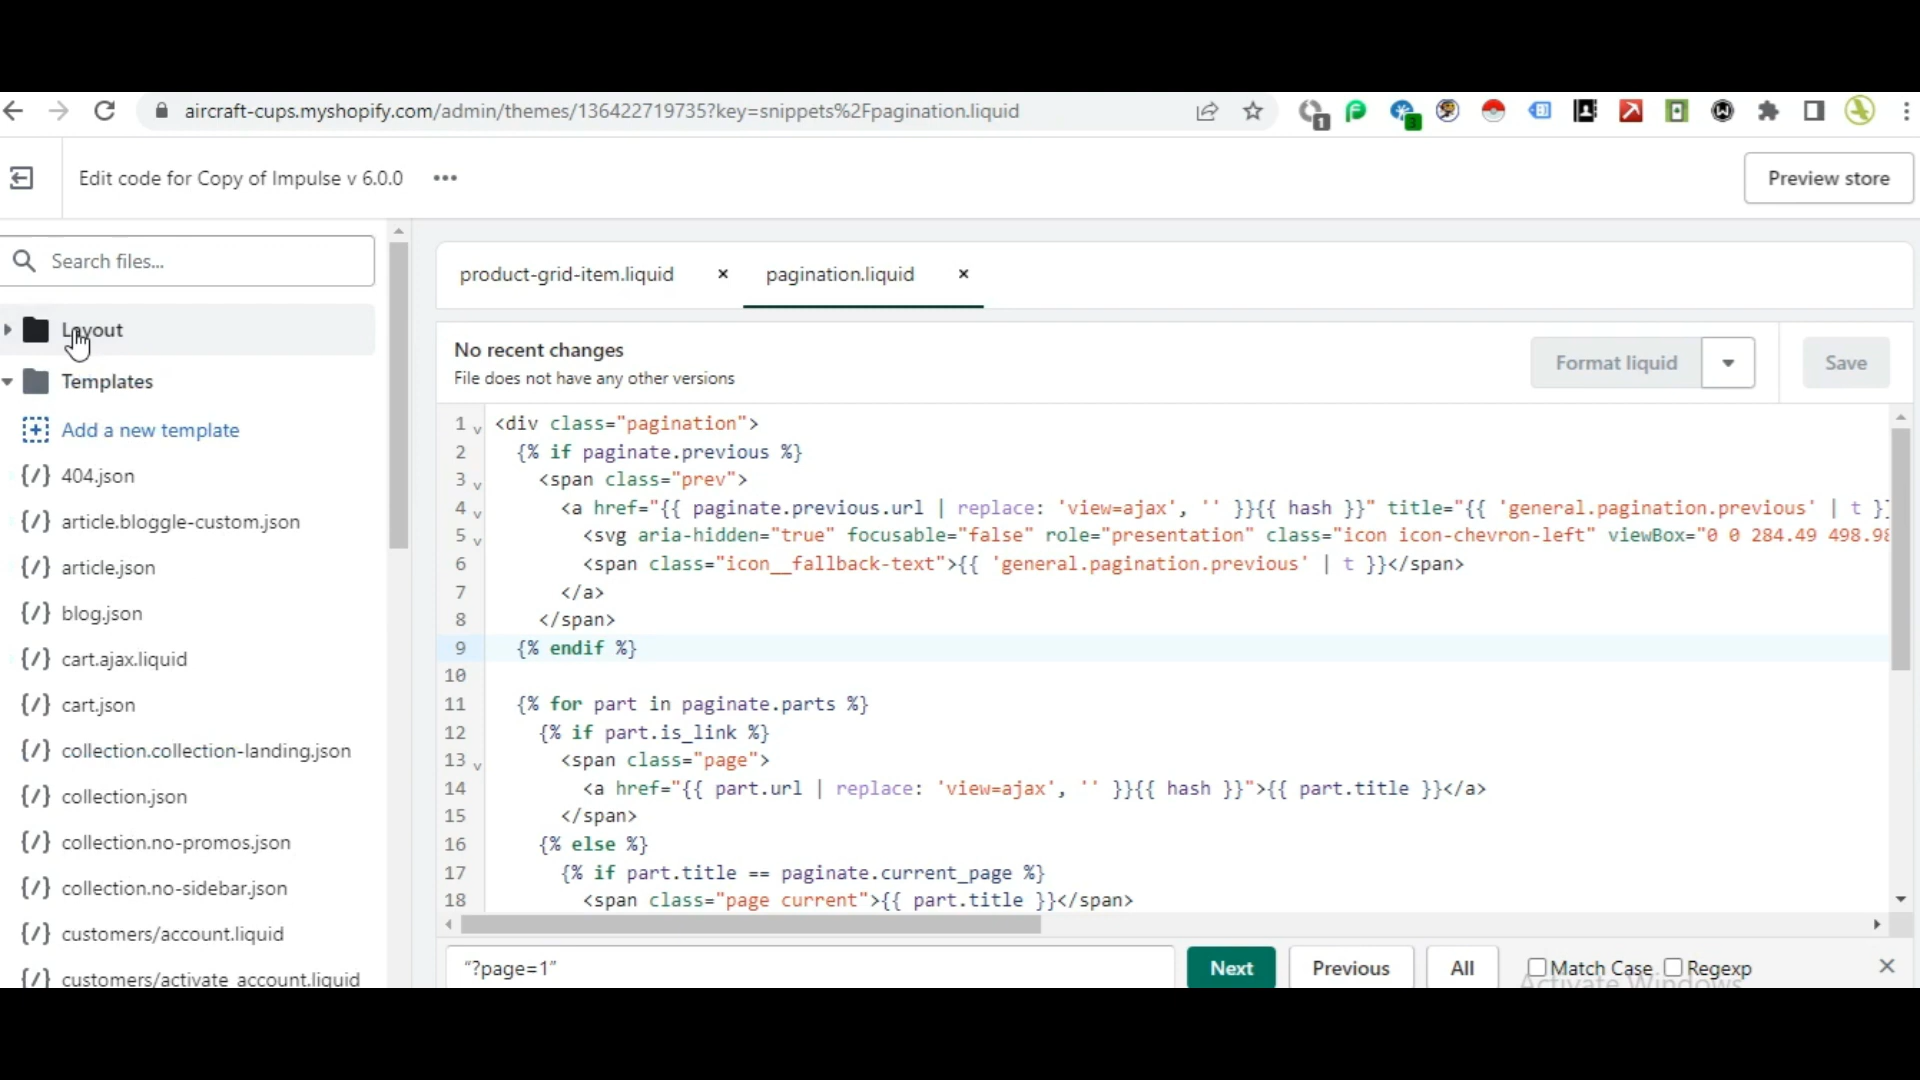 aircraft-cups.myshopify.com/admin/themes/136422719735?key=snippets%2Fpagination.liquid
1
3
Edit code for Copy of Impulse v 6.0.0
Preview store
Search files...
Layout
Templates
Add a new template
404.json
article.bloggle-custom.json
article.json
blog.json
cart.ajax.liquid
cart.json
collection.collection-landing.json
collection.json
collection.no-promos.json
collection.no-sidebar.json
customers/account.liquid
customers/activate_account.liquid
product-grid-item.liquid
pagination.liquid
No recent changes
File does not have any other versions
Format liquid
Save
1 <div class="pagination">
2 {% if paginate.previous %}
3 <span class="prev">
4 <a href="{{ paginate.previous.url | replace: 'view=ajax', '' }}{{ hash }}" title="{{ 'general.pagination.previous' | t }}
5 <svg aria-hidden="true" focusable="false" role="presentation" class="icon icon-chevron-left" viewBox="0 0 284.49 498.98
6 <span class="icon__fallback-text">{{ 'general.pagination.previous' | t }}</span>
7 </a>
8 </span>
9 {% endif %}
10
11 {% for part in paginate.parts %}
12 {% if part.is_link %}
13 <span class="page">
14 <a href="{{ part.url | replace: 'view=ajax', '' }}{{ hash }}">{{ part.title }}</a>
15 </span>
16 {% else %}
17 {% if part.title == paginate.current_page %}
18 <span class="page current">{{ part.title }}</span>
“?page=1”
Next
Previous
All
Match Case
Regexp
Activate Windows